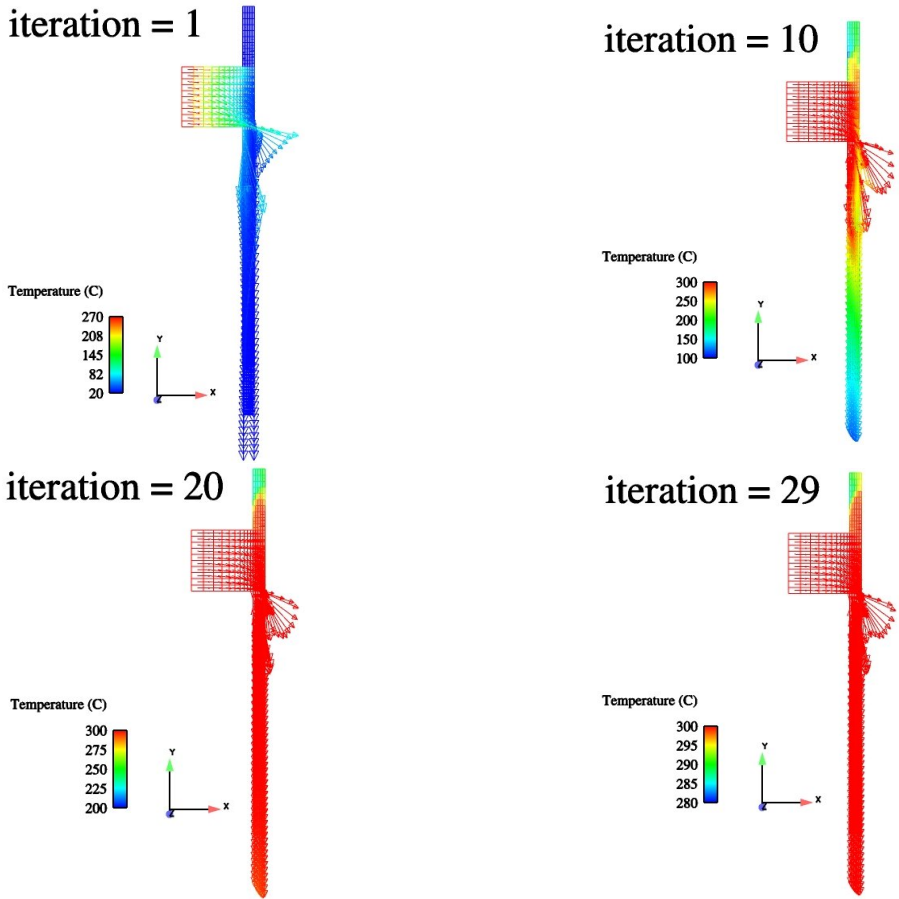 iteration = 1
Temperature (C)
270
208
145
82
20
Y
X
Z
iteration = 10
Temperature (C)
300
250
200
150
100
Y
X
Z
iteration = 20
Temperature (C)
300
275
250
225
200
Y
X
Z
iteration = 29
Temperature (C)
300
295
290
285
280
Y
X
Z